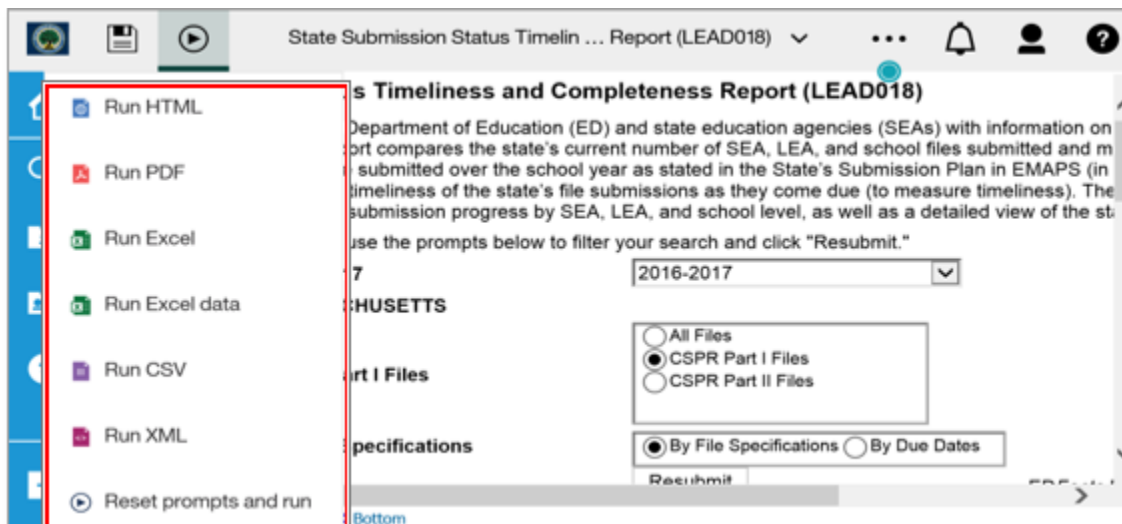 State Submission Status Timelin ... Report (LEAD018)
Run HTML
Run PDF
Run Excel
Run Excel data
Run CSV
Run XML
Reset prompts and run
s Timeliness and Completeness Report (LEAD018)
Department of Education (ED) and state education agencies (SEAs) with information on
ort compares the state's current number of SEA, LEA, and school files submitted and m
submitted over the school year as stated in the State's Submission Plan in EMAPS (in
timeliness of the state's file submissions as they come due (to measure timeliness). The
submission progress by SEA, LEA, and school level, as well as a detailed view of the sta
use the prompts below to filter your search and click "Resubmit."
7 2016-2017
CHUSETTS
All Files
art I Files CSPR Part I Files
CSPR Part II Files
pecifications By File Specifications By Due Dates
Resubmit
Bottom